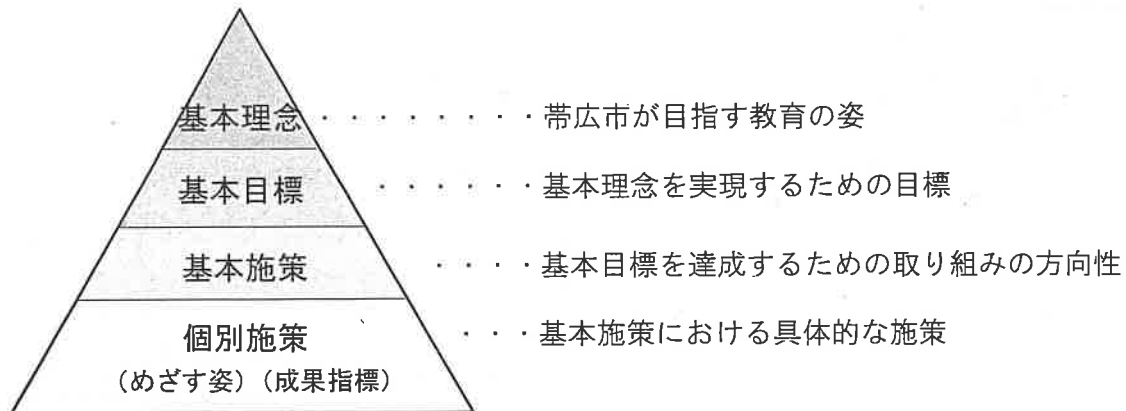 基本理念・・・・・・・・帯広市が目指す教育の姿
基本目標・・・・・・基本理念を実現するための目標
基本施策・・・・基本目標を達成するための取り組みの方向性
個別施策・・・基本施策における具体的な施策
(めざす姿)(成果指標)